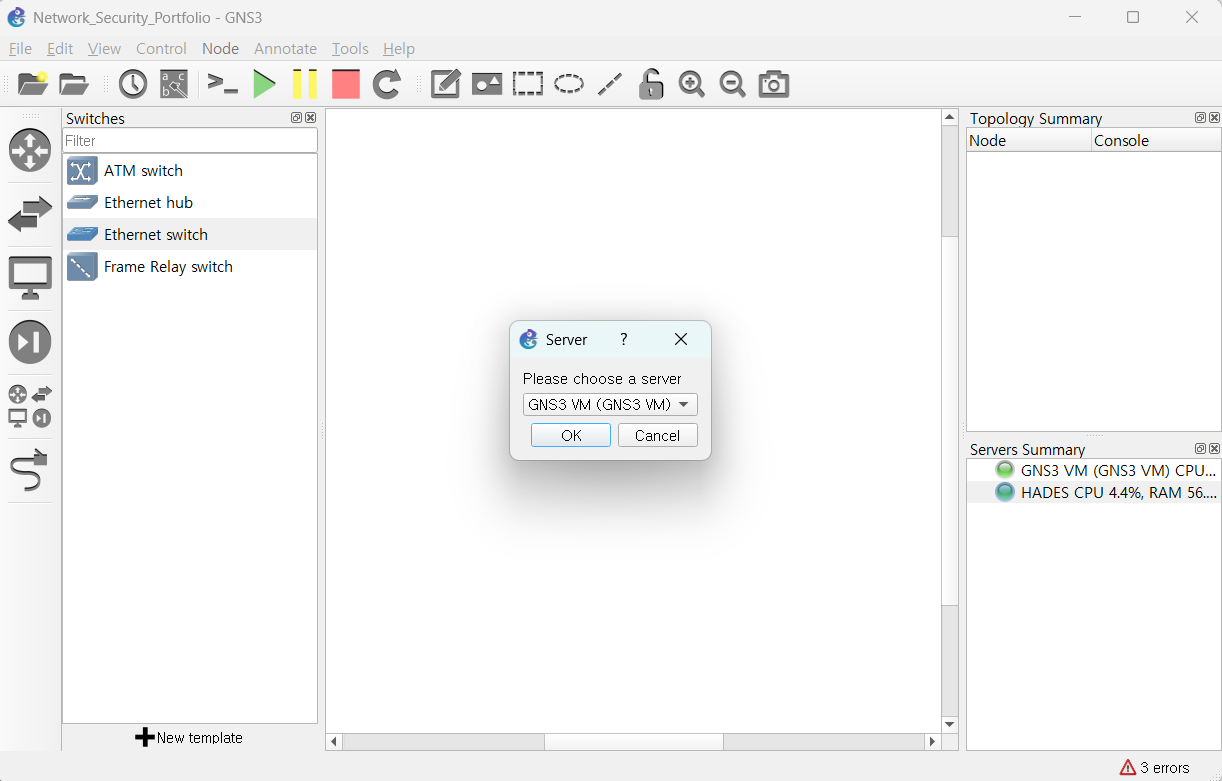 Network_Security_Portfolio - GNS3
File Edit View Control Node Annotate Tools Help
Switches
Filter
ATM switch
Ethernet hub
Ethernet switch
Frame Relay switch
New template
Server ?
Please choose a server
GNS3 VM (GNS3 VM)
OK Cancel
Topology Summary
Node Console
Servers Summary
GNS3 VM (GNS3 VM) CPU...
HADES CPU 4.4%, RAM 56....
3 errors